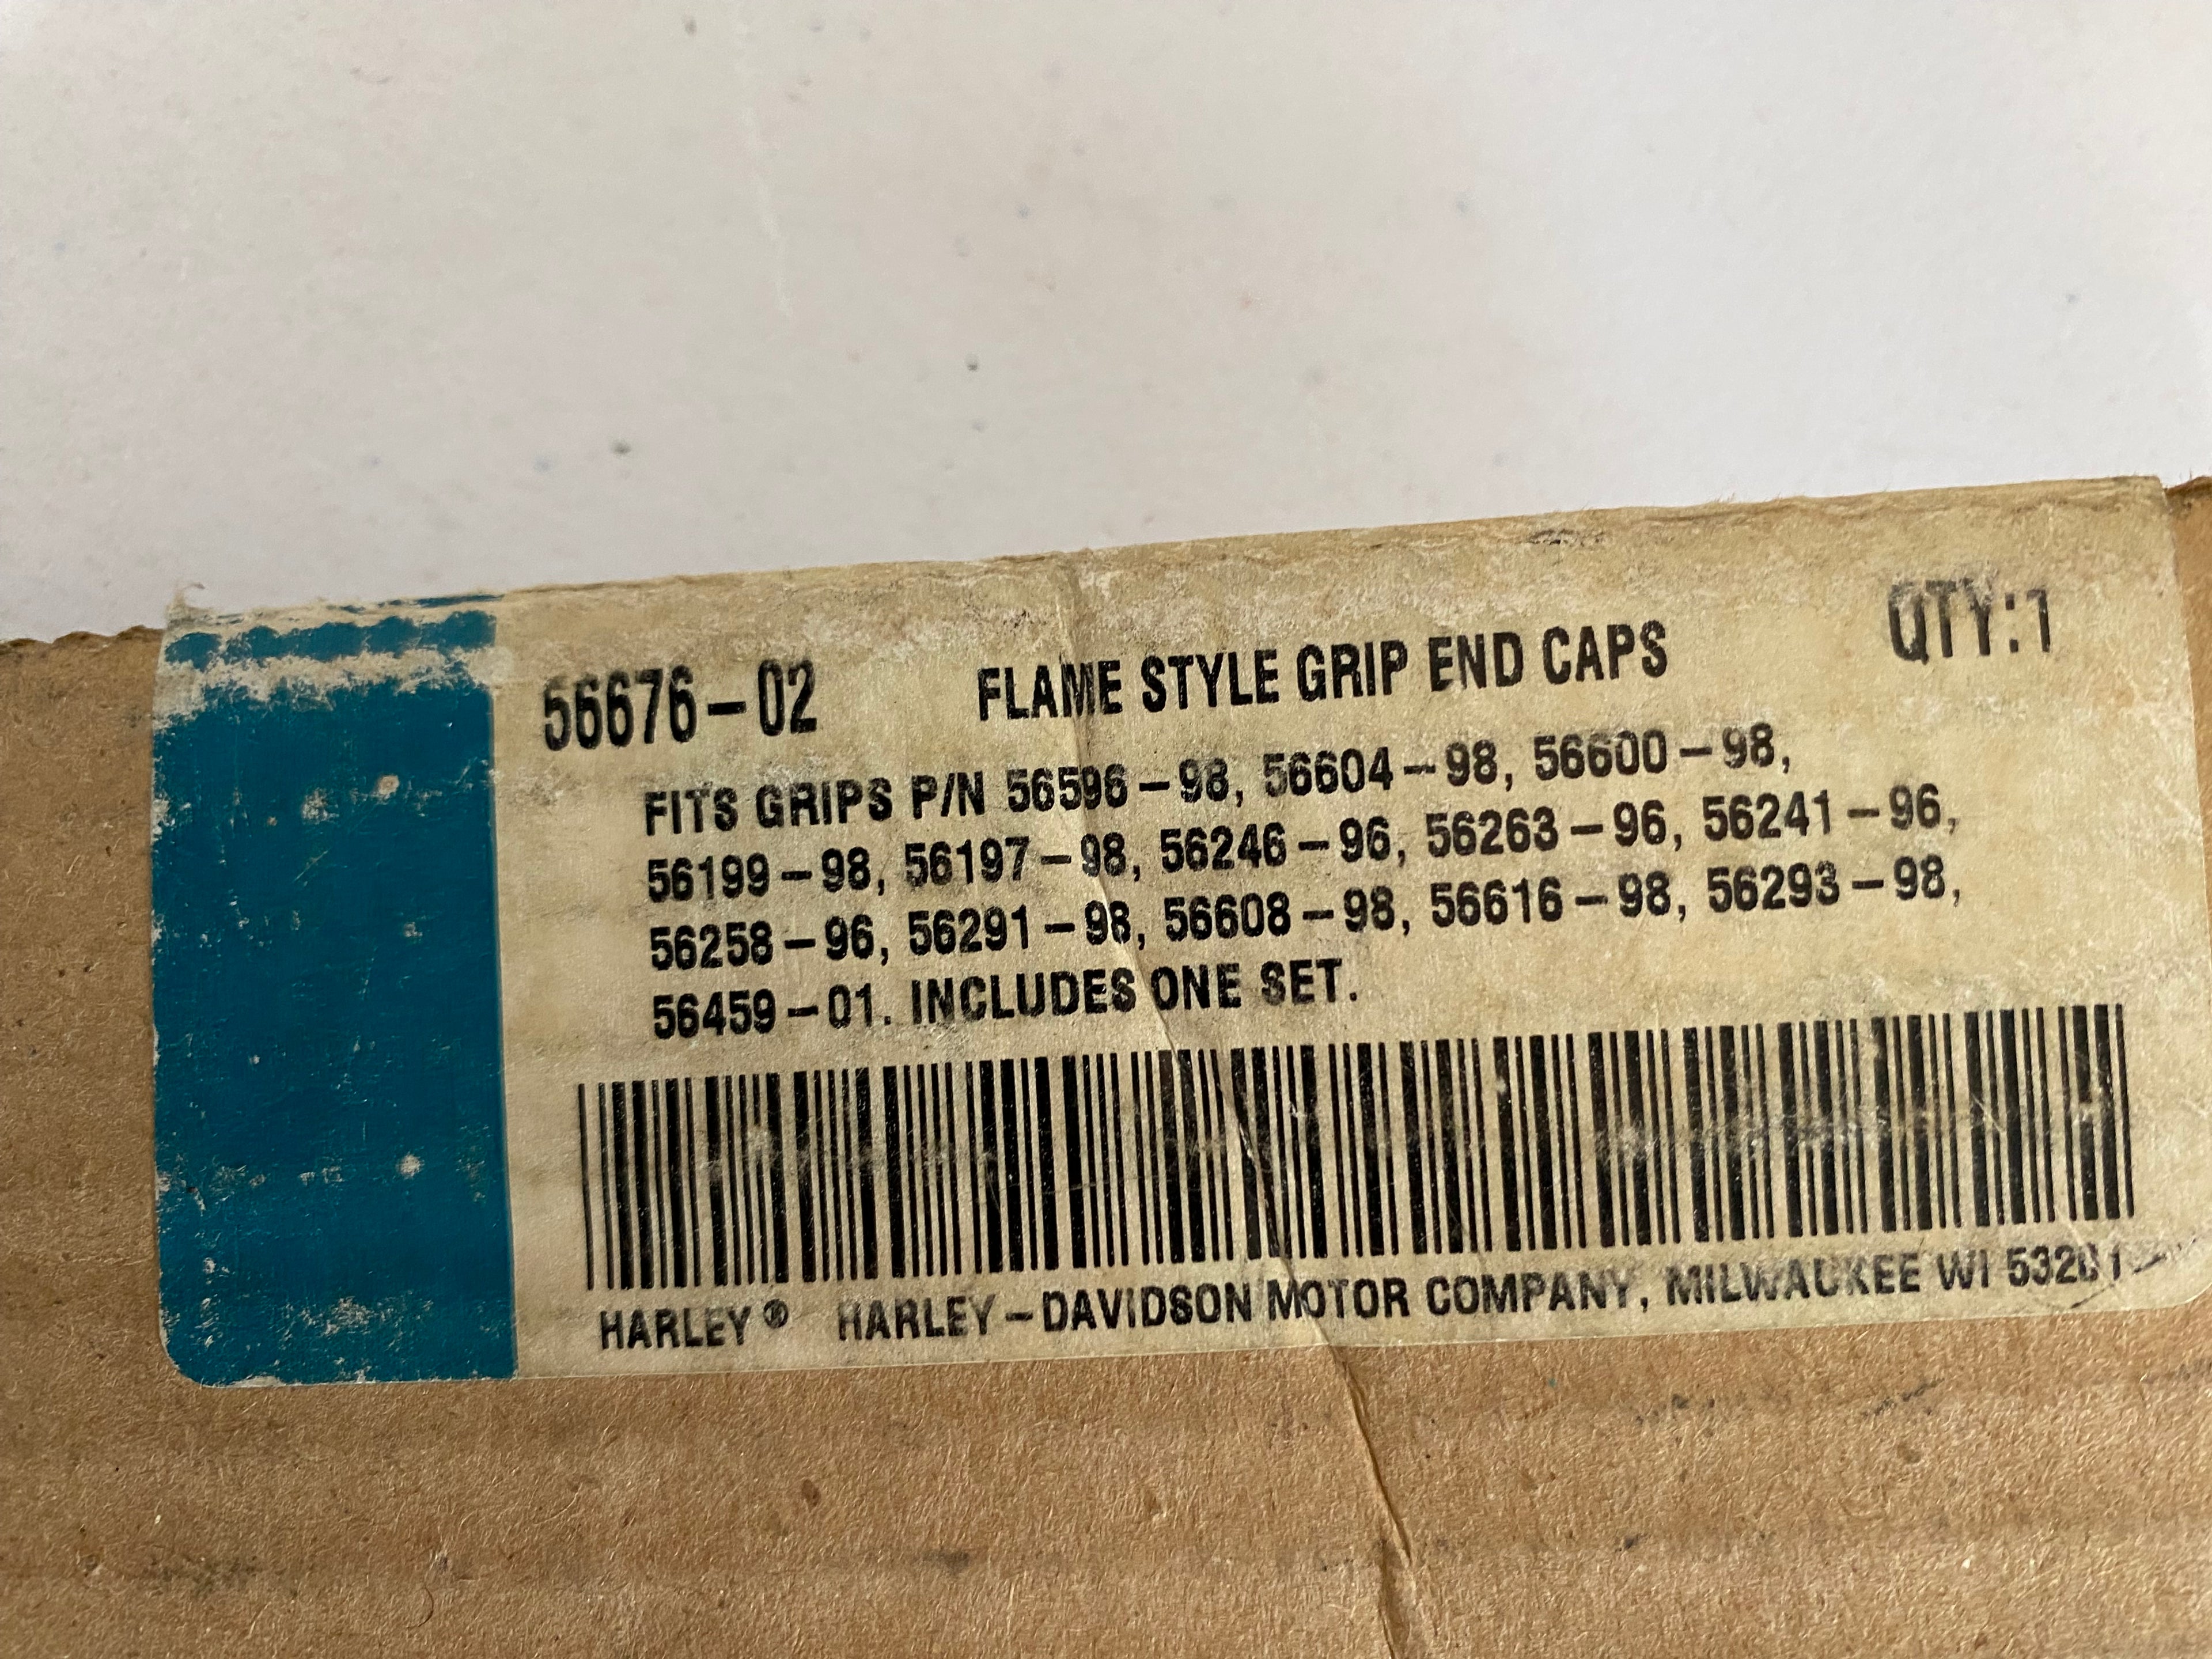 56676-02 FLAME STYLE GRIP END CAPS QTY:1
FITS GRIPS P/N 56596-98, 56604-98, 56600-98,
56199-98, 56197-98, 56246-96, 56263-96, 56241-96,
56258-96, 56291-98, 56608-98, 56616-98, 56293-98,
56459-01. INCLUDES ONE SET.
HARLEY® HARLEY-DAVIDSON MOTOR COMPANY, MILWAUKEE WI 53201